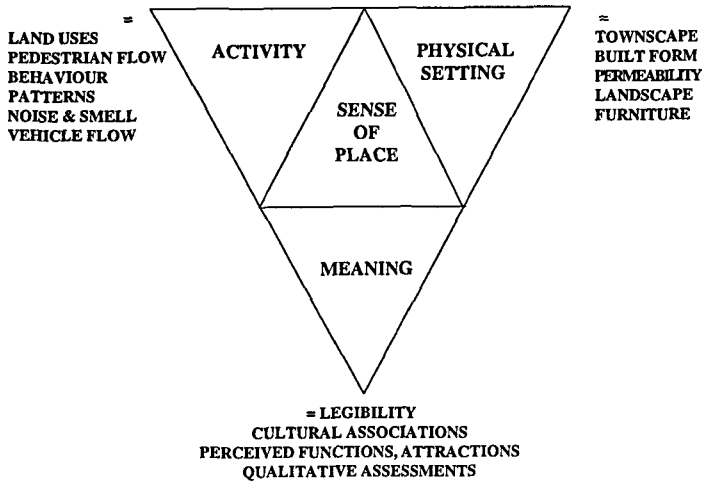 =
LAND USES
PEDESTRIAN FLOW
BEHAVIOUR
PATTERNS
NOISE & SMELL
VEHICLE FLOW
ACTIVITY
SENSE
OF
PLACE
PHYSICAL
SETTING
=
TOWNSCAPE
BUILT FORM
PERMEABILITY
LANDSCAPE
FURNITURE
MEANING
= LEGIBILITY
CULTURAL ASSOCIATIONS
PERCEIVED FUNCTIONS, ATTRACTIONS
QUALITATIVE ASSESSMENTS